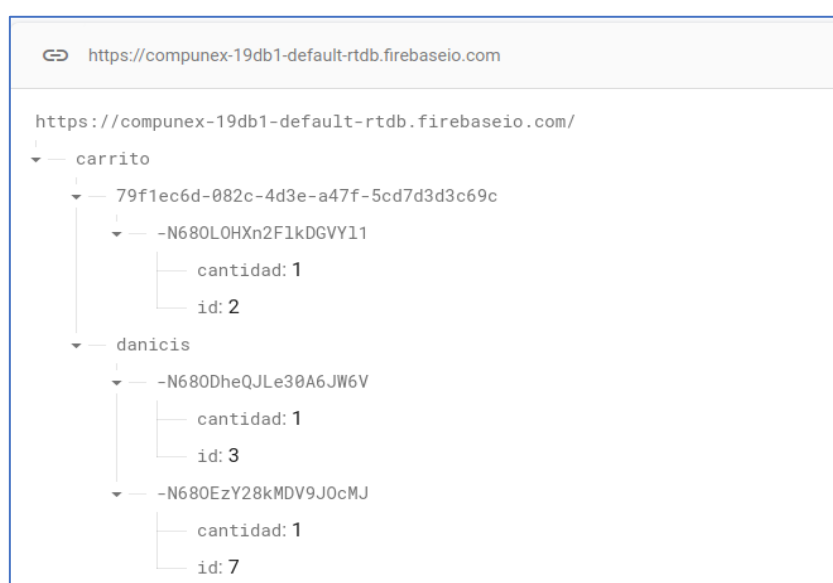 https://compunex-19db1-default-rtdb.firebaseio.com
https://compunex-19db1-default-rtdb.firebaseio.com/
carrito
79f1ec6d-082c-4d3e-a47f-5cd7d3d3c69c
-N68OLOHXn2FlkDGVYl1
cantidad: 1
id: 2
danicis
-N68ODheQJLe30A6JW6V
cantidad: 1
id: 3
-N68OEzY28kMDV9JOcMJ
cantidad: 1
id: 7